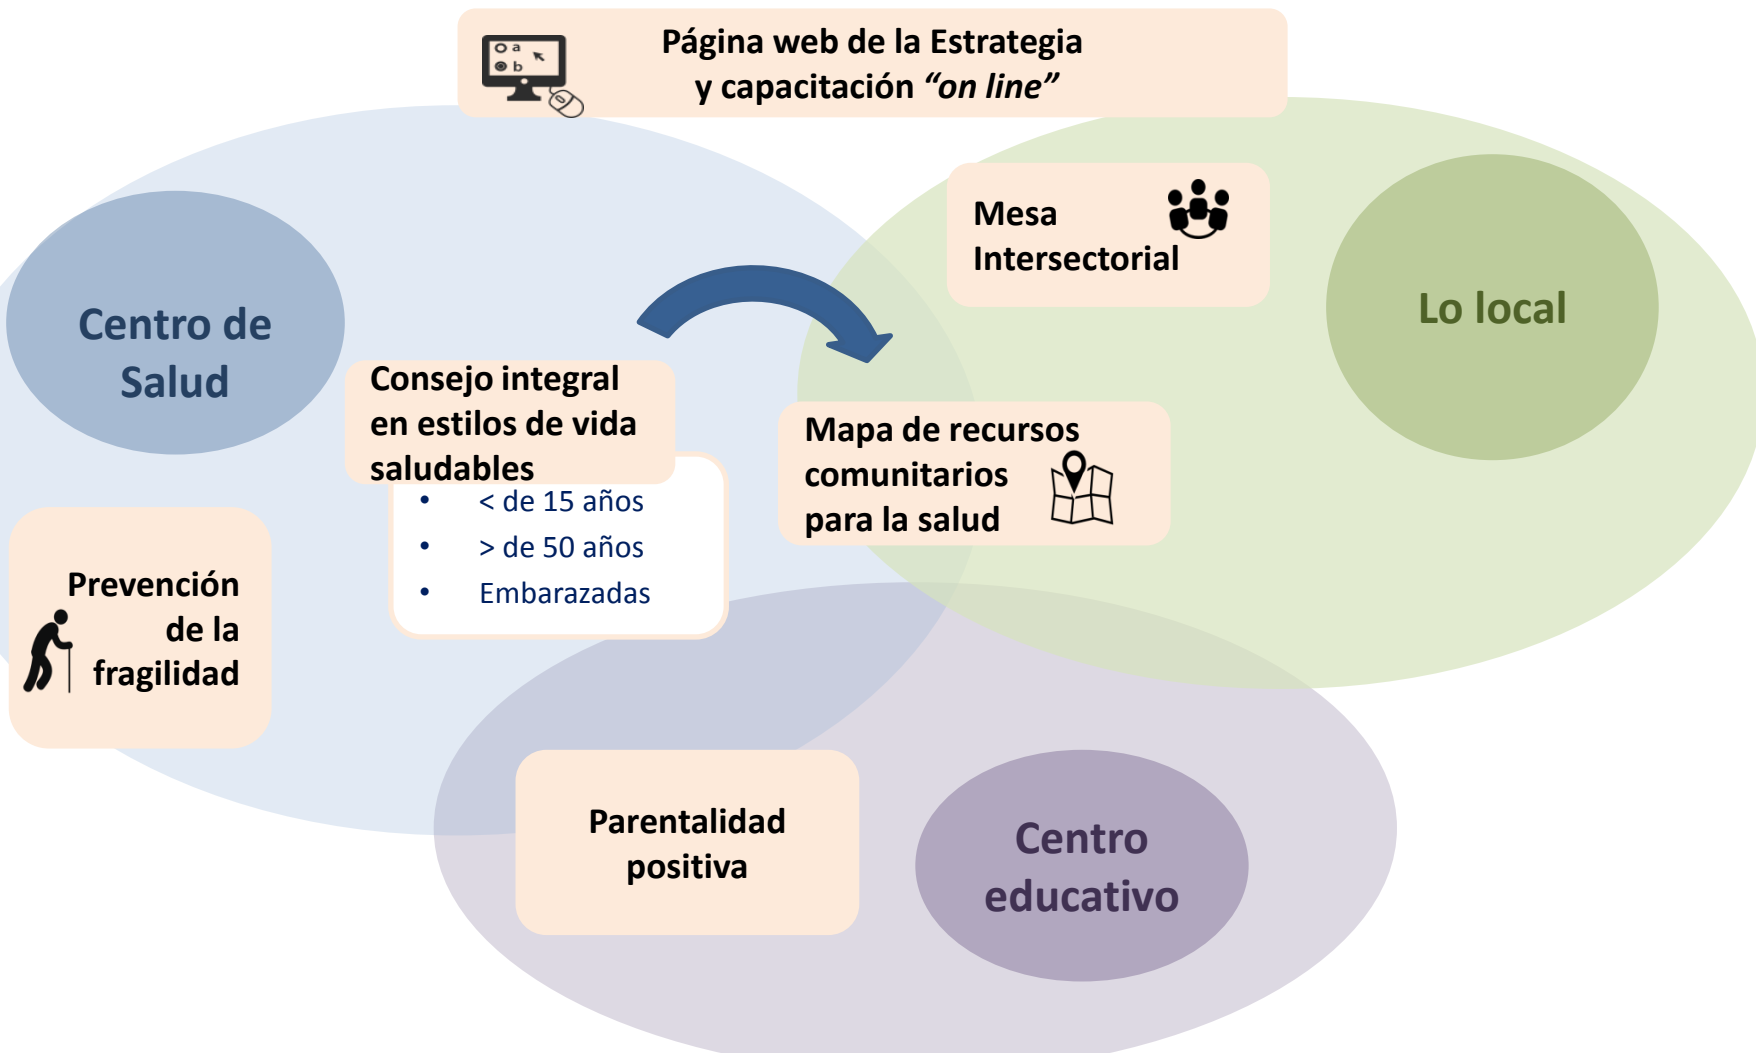 Página web de la Estrategia
y capacitación “on line”
a
b
Mesa
Intersectorial
Lo local
Centro de
Salud
Consejo integral
en estilos de vida
saludables
• < de 15 años
• > de 50 años
• Embarazadas
Mapa de recursos
comunitarios
para la salud
Prevención
de la
fragilidad
Parentalidad
positiva
Centro
educativo